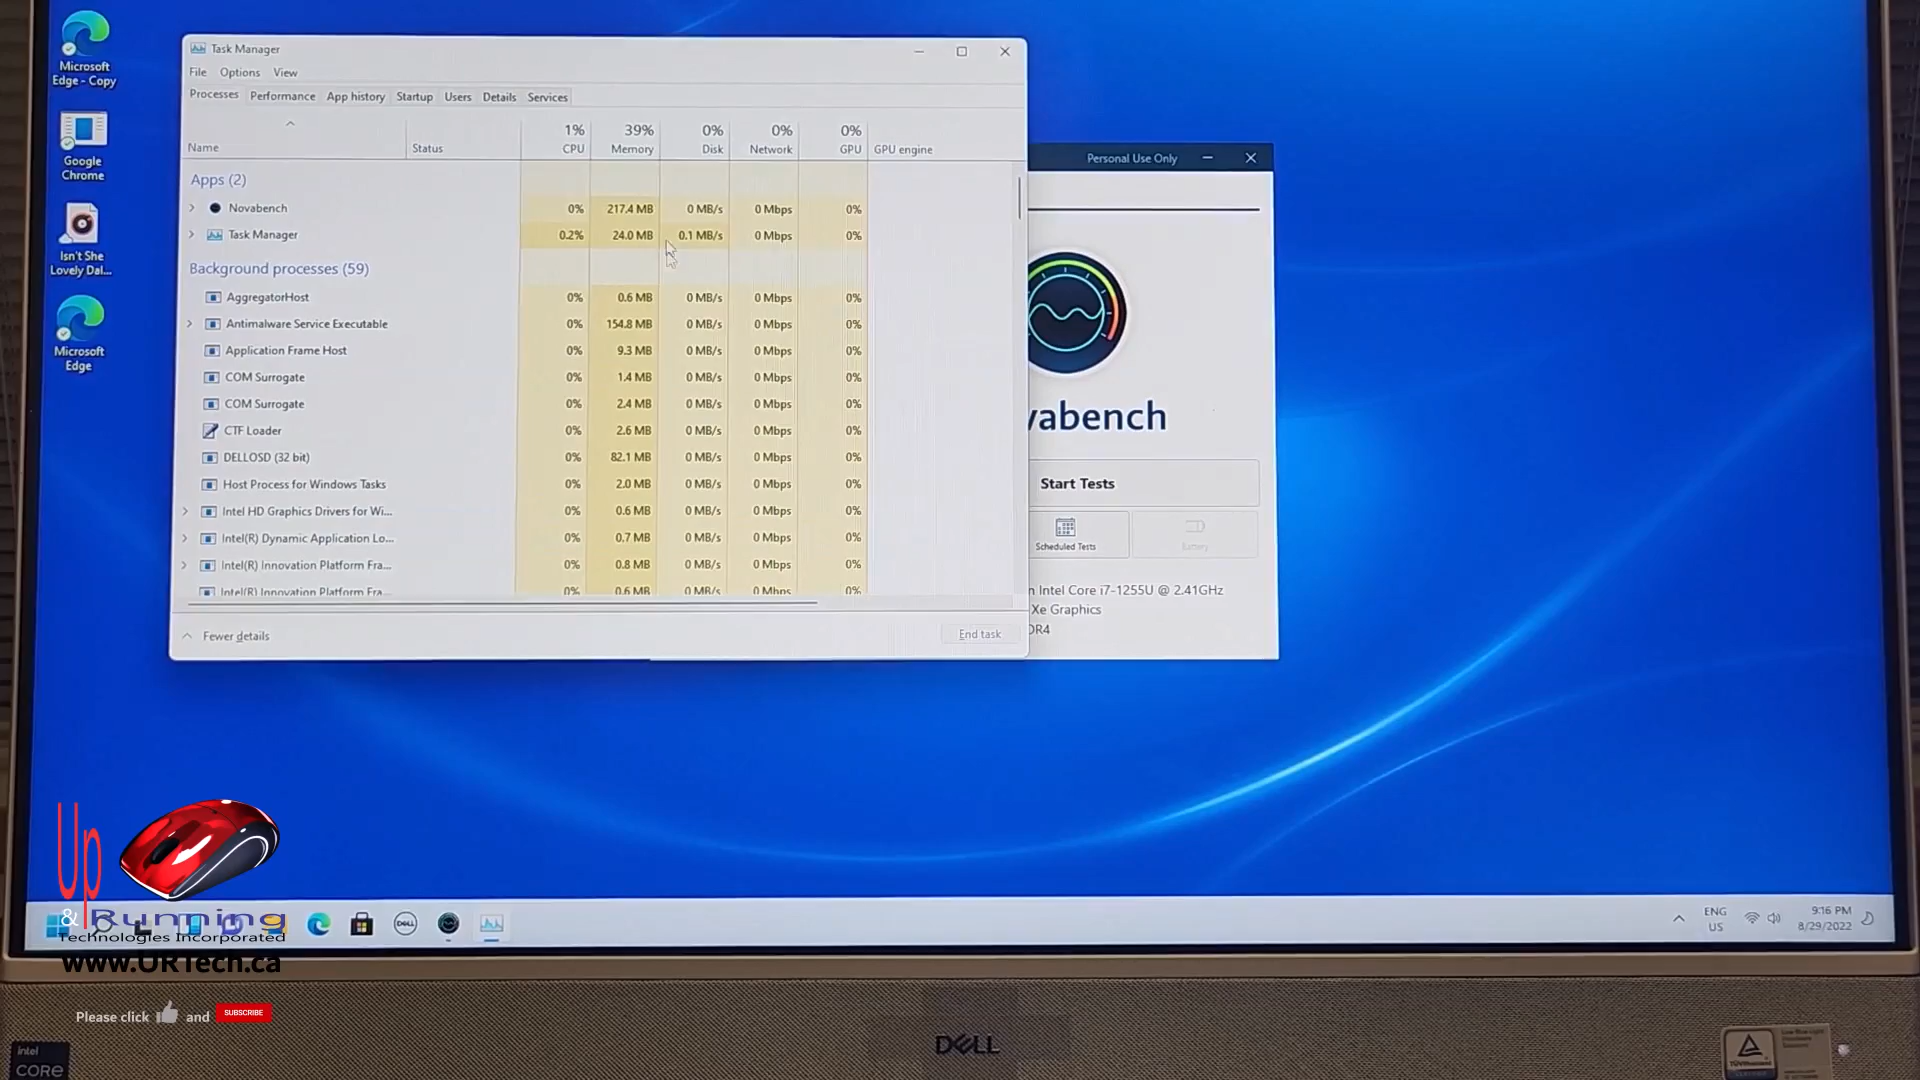 Microsoft
Edge - Copy
Google
Chrome
Isn't She
Lovely Dal...
Microsoft
Edge
Task Manager
File Options View
Processes Performance App history Startup Users Details Services
1% 39% 0% 0% 0%
Name Status CPU Memory Disk Network GPU GPU engine
Apps (2)
Novabench 0% 217.4 MB 0 MB/s 0 Mbps 0%
Task Manager 0.2% 24.0 MB 0.1 MB/s 0 Mbps 0%
Background processes (59)
AggregatorHost 0% 0.6 MB 0 MB/s 0 Mbps 0%
Antimalware Service Executable 0% 154.8 MB 0 MB/s 0 Mbps 0%
Application Frame Host 0% 9.3 MB 0 MB/s 0 Mbps 0%
COM Surrogate 0% 1.4 MB 0 MB/s 0 Mbps 0%
COM Surrogate 0% 2.4 MB 0 MB/s 0 Mbps 0%
CTF Loader 0% 2.6 MB 0 MB/s 0 Mbps 0%
DELLOSD (32 bit) 0% 82.1 MB 0 MB/s 0 Mbps 0%
Host Process for Windows Tasks 0% 2.0 MB 0 MB/s 0 Mbps 0%
Intel HD Graphics Drivers for Wi... 0% 0.6 MB 0 MB/s 0 Mbps 0%
Intel(R) Dynamic Application Lo... 0% 0.7 MB 0 MB/s 0 Mbps 0%
Intel(R) Innovation Platform Fra... 0% 0.8 MB 0 MB/s 0 Mbps 0%
Intel(R) Innovation Platform Fra... 0% 0.6 MB 0 MB/s 0 Mbps 0%
Fewer details End task
Personal Use Only
vabench
Start Tests
Scheduled Tests Battery
n Intel Core i7-1255U @ 2.41GHz
Xe Graphics
DR4
Up
& Running
Technologies Incorporated
www.URTech.ca
DELL
ENG
US
9:16 PM
8/29/2022
Please click and SUBSCRIBE
DELL
intel
CORE